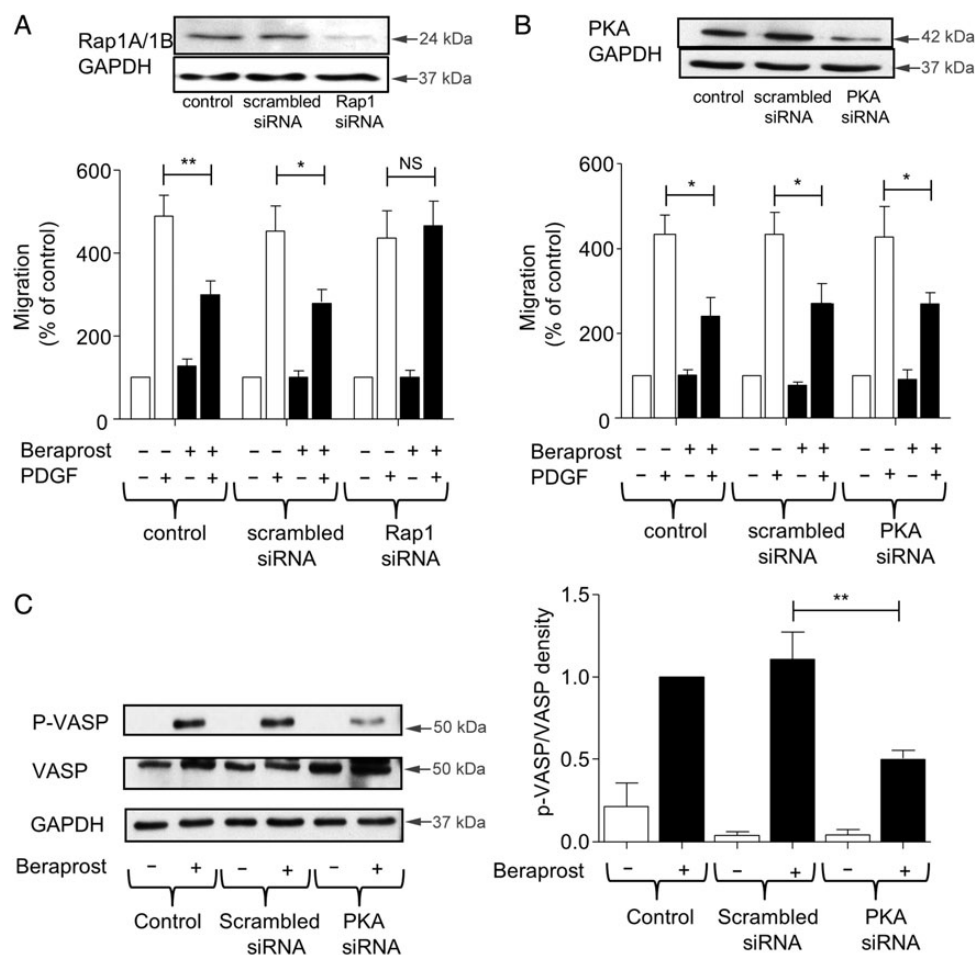 A
Rap1A/1B
GAPDH
24 kDa
37 kDa
control scrambled siRNA Rap1 siRNA
Migration (% of control)
600
400
200
0
** * NS
Beraprost - - + + - - + + - - + +
PDGF - + - + - + - + - + - +
control scrambled siRNA Rap1 siRNA
B
PKA
GAPDH
42 kDa
37 kDa
control scrambled siRNA PKA siRNA
Migration (% of control)
600
400
200
0
* * *
Beraprost - - + + - - + + - - + +
PDGF - + - + - + - + - + - +
control scrambled siRNA PKA siRNA
C
P-VASP
50 kDa
VASP
50 kDa
GAPDH
37 kDa
Beraprost - + - + - +
Control Scrambled siRNA PKA siRNA
p-VASP/VASP density
1.5
1.0
0.5
0.0
**
Beraprost - + - + - +
Control Scrambled siRNA PKA siRNA